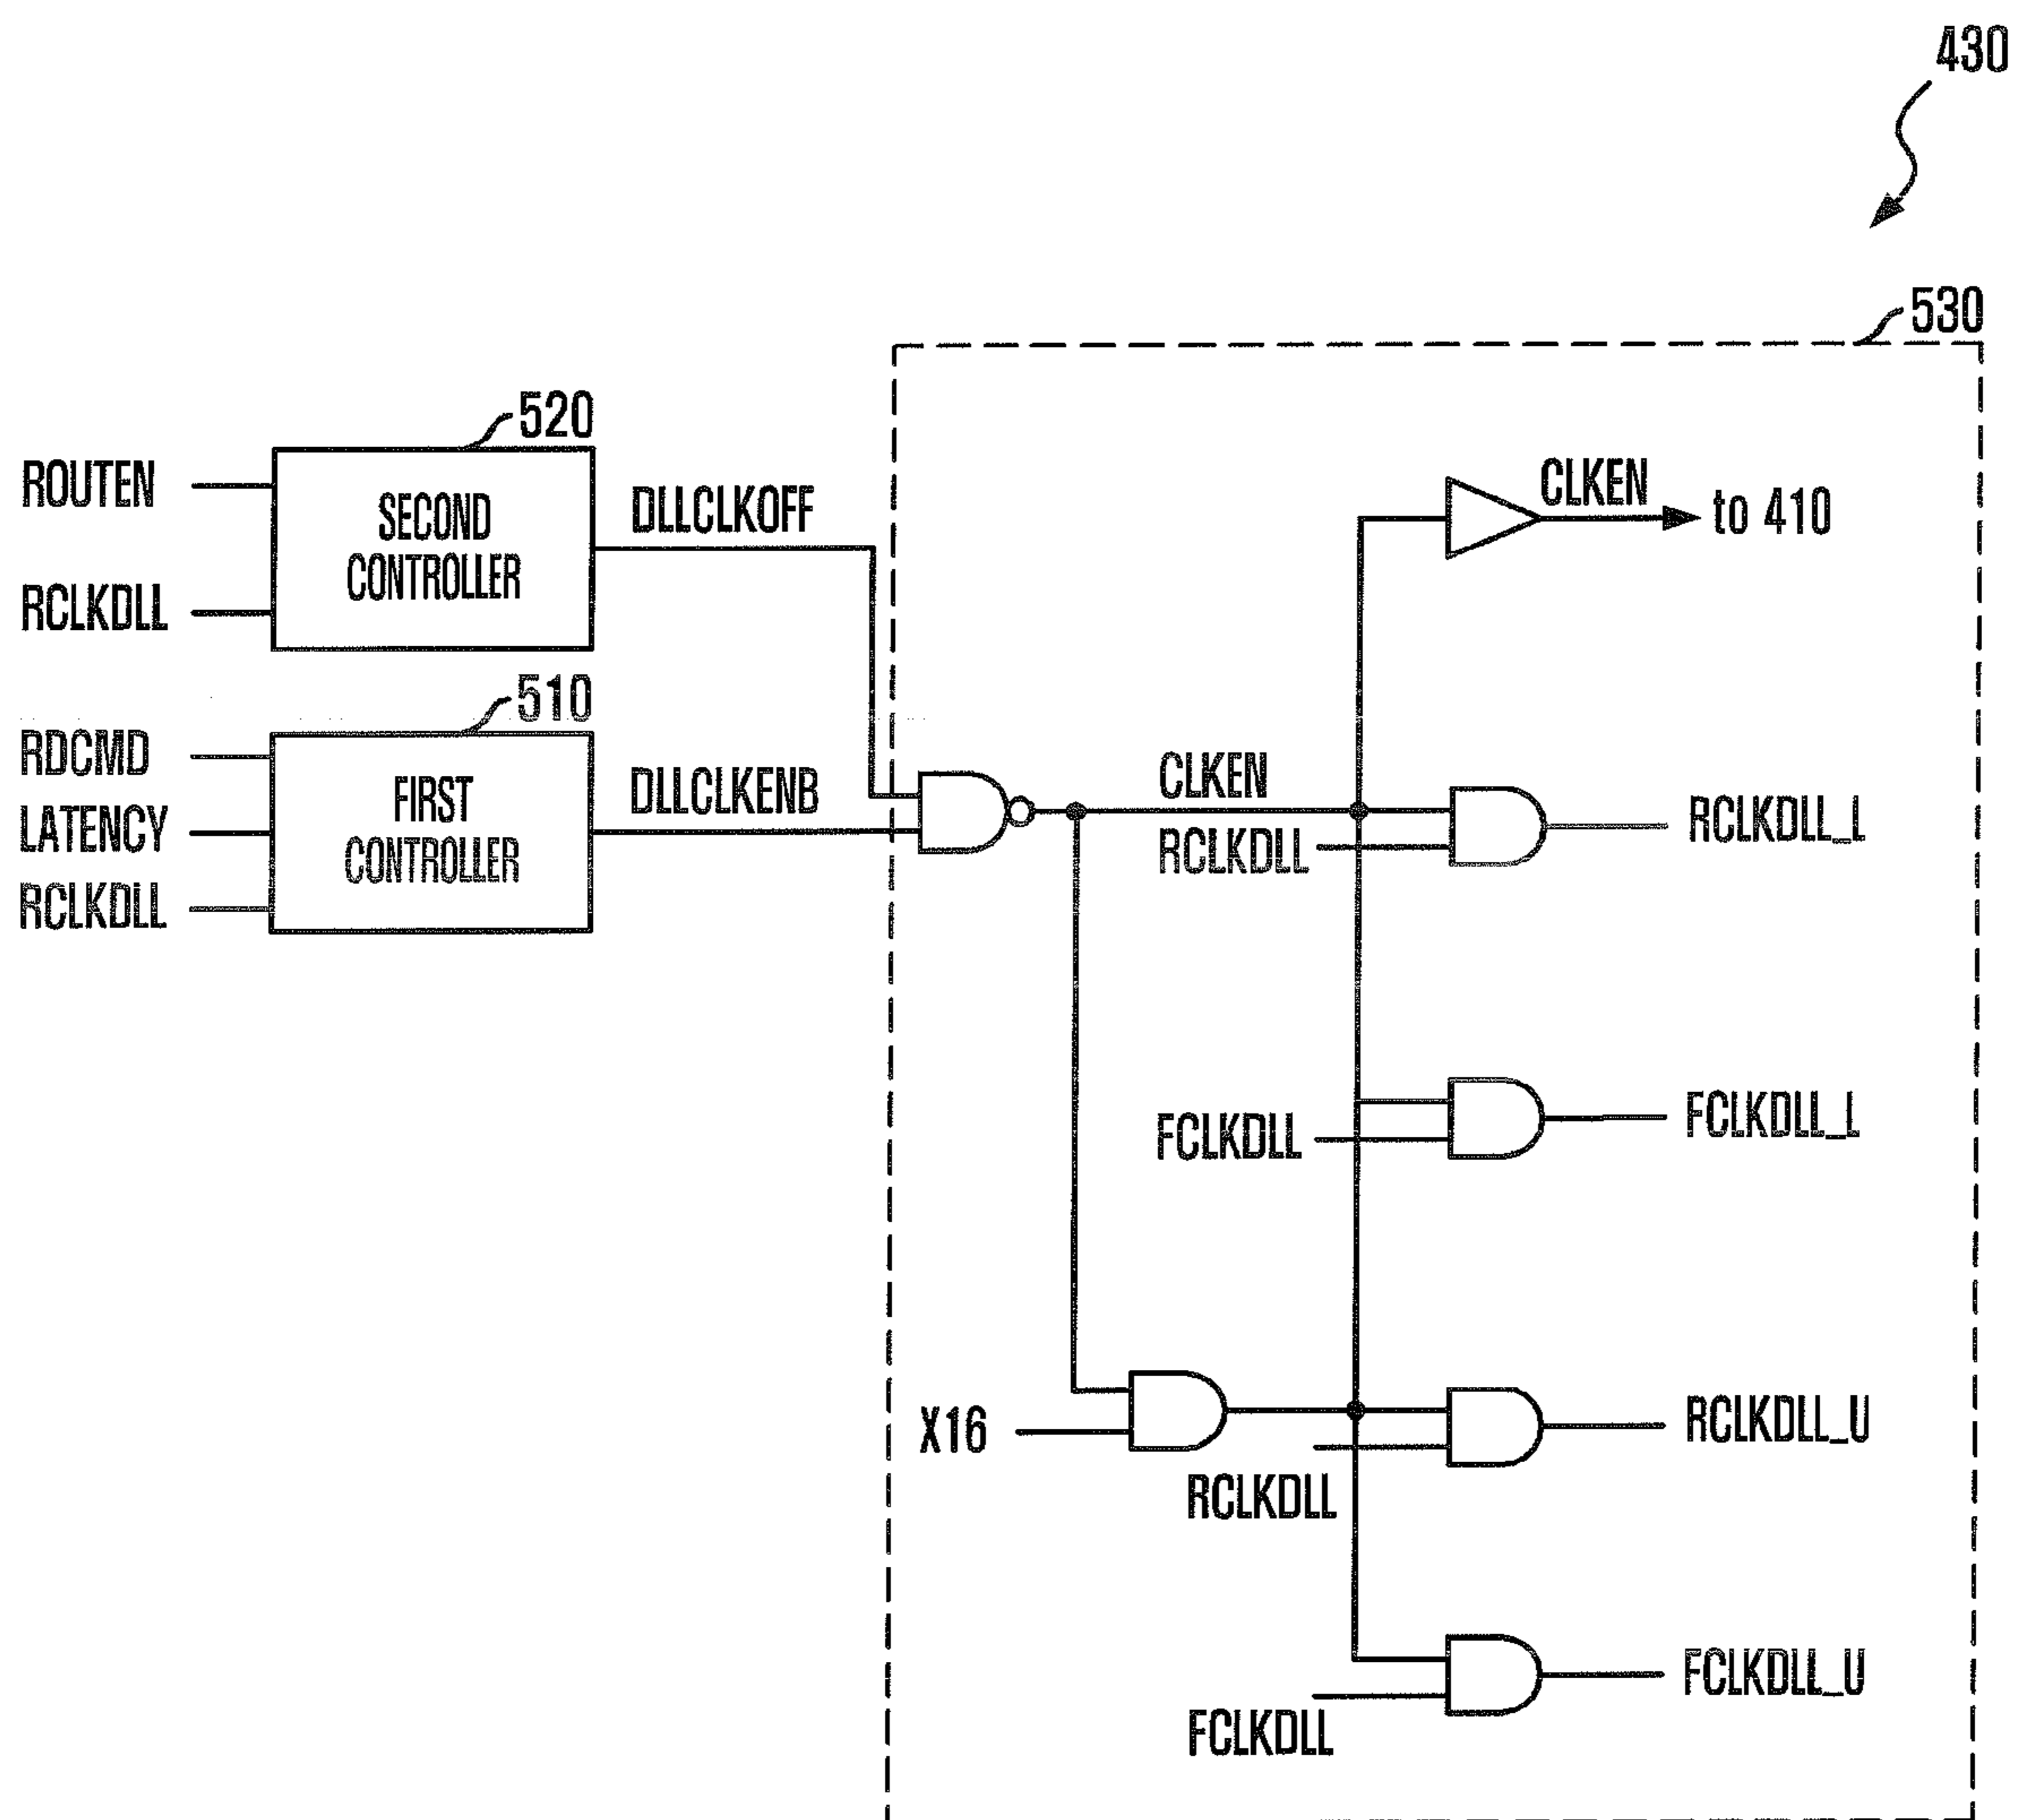 430
530
520
ROUTEN
RCLKDLL
SECOND
CONTROLLER
DLLCLKOFF
CLKEN
to 410
510
RDCMD
LATENCY
RCLKDLL
FIRST
CONTROLLER
DLLCLKENB
CLKEN
RCLKDLL
RCLKDLL_L
FCLKDLL
FCLKDLL_L
X16
RCLKDLL
RCLKDLL_U
FCLKDLL
FCLKDLL_U